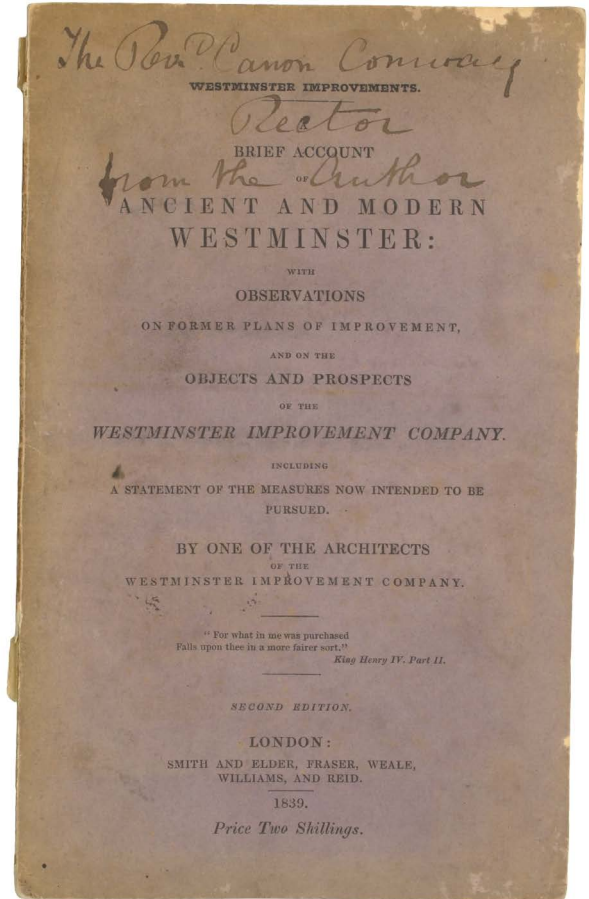 The Revd. Canon Conway
WESTMINSTER IMPROVEMENTS.
Rector
BRIEF ACCOUNT
from the Author
OF
ANCIENT AND MODERN
WESTMINSTER:
WITH
OBSERVATIONS
ON FORMER PLANS OF IMPROVEMENT,
AND ON THE
OBJECTS AND PROSPECTS
OF THE
WESTMINSTER IMPROVEMENT COMPANY.
INCLUDING
A STATEMENT OF THE MEASURES NOW INTENDED TO BE
PURSUED.
BY ONE OF THE ARCHITECTS
OF THE
WESTMINSTER IMPROVEMENT COMPANY.
" For what in me was purchased
Falls upon thee in a more fairer sort."
King Henry IV. Part II.
SECOND EDITION.
LONDON:
SMITH AND ELDER, FRASER, WEALE,
WILLIAMS, AND REID.
1839.
Price Two Shillings.